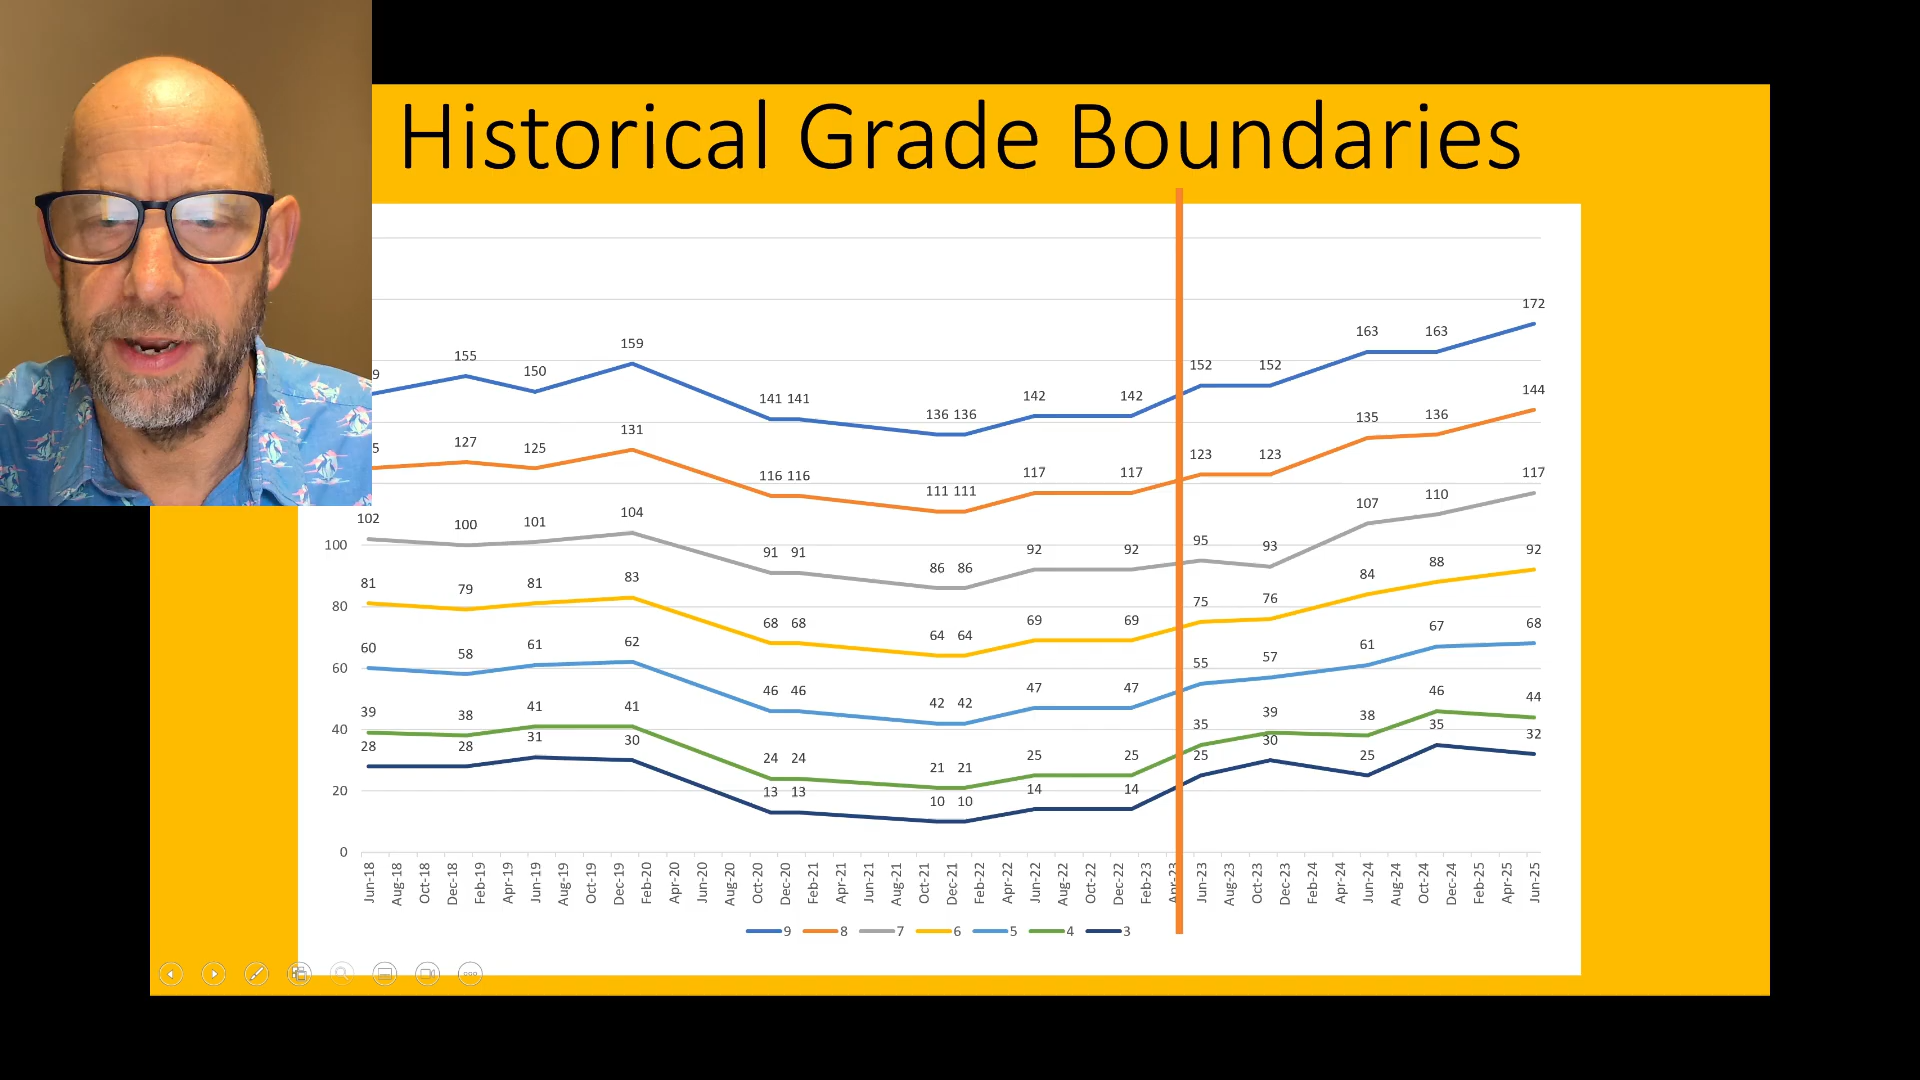 Historical Grade Boundaries
9 155 150 159 141 141 136 136 142 142 152 152 163 163 172
5 127 125 131 116 116 111 111 117 117 123 123 135 136 144
102 100 101 104 91 91 86 86 92 92 95 93 107 110 117
81 79 81 83 68 68 64 64 69 69 75 76 84 88 92
60 58 61 62 46 46 42 42 47 47 55 57 61 67 68
39 38 41 41 24 24 21 21 25 25 35 39 38 46 44
28 28 31 30 13 13 10 10 14 14 25 30 25 35 32
100
80
60
40
20
0
Jun-18 Aug-18 Oct-18 Dec-18 Feb-19 Apr-19 Jun-19 Aug-19 Oct-19 Dec-19 Feb-20 Apr-20 Jun-20 Aug-20 Oct-20 Dec-20 Feb-21 Apr-21 Jun-21 Aug-21 Oct-21 Dec-21 Feb-22 Apr-22 Jun-22 Aug-22 Oct-22 Dec-22 Feb-23 Apr-23 Jun-23 Aug-23 Oct-23 Dec-23 Feb-24 Apr-24 Jun-24 Aug-24 Oct-24 Dec-24 Feb-25 Apr-25 Jun-25
9 8 7 6 5 4 3